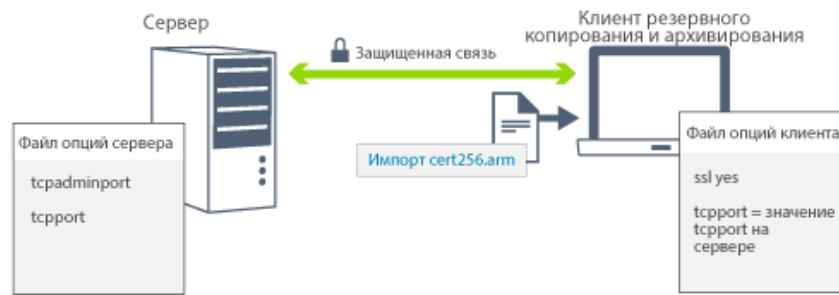 Сервер
Клиент резервного
копирования и архивирования
Защищенная связь
Файл опций сервера
tcpadminport
tcpport
Импорт cert256.arm
Файл опций клиента
ssl yes
tcpport = значение
tcpport на
сервере